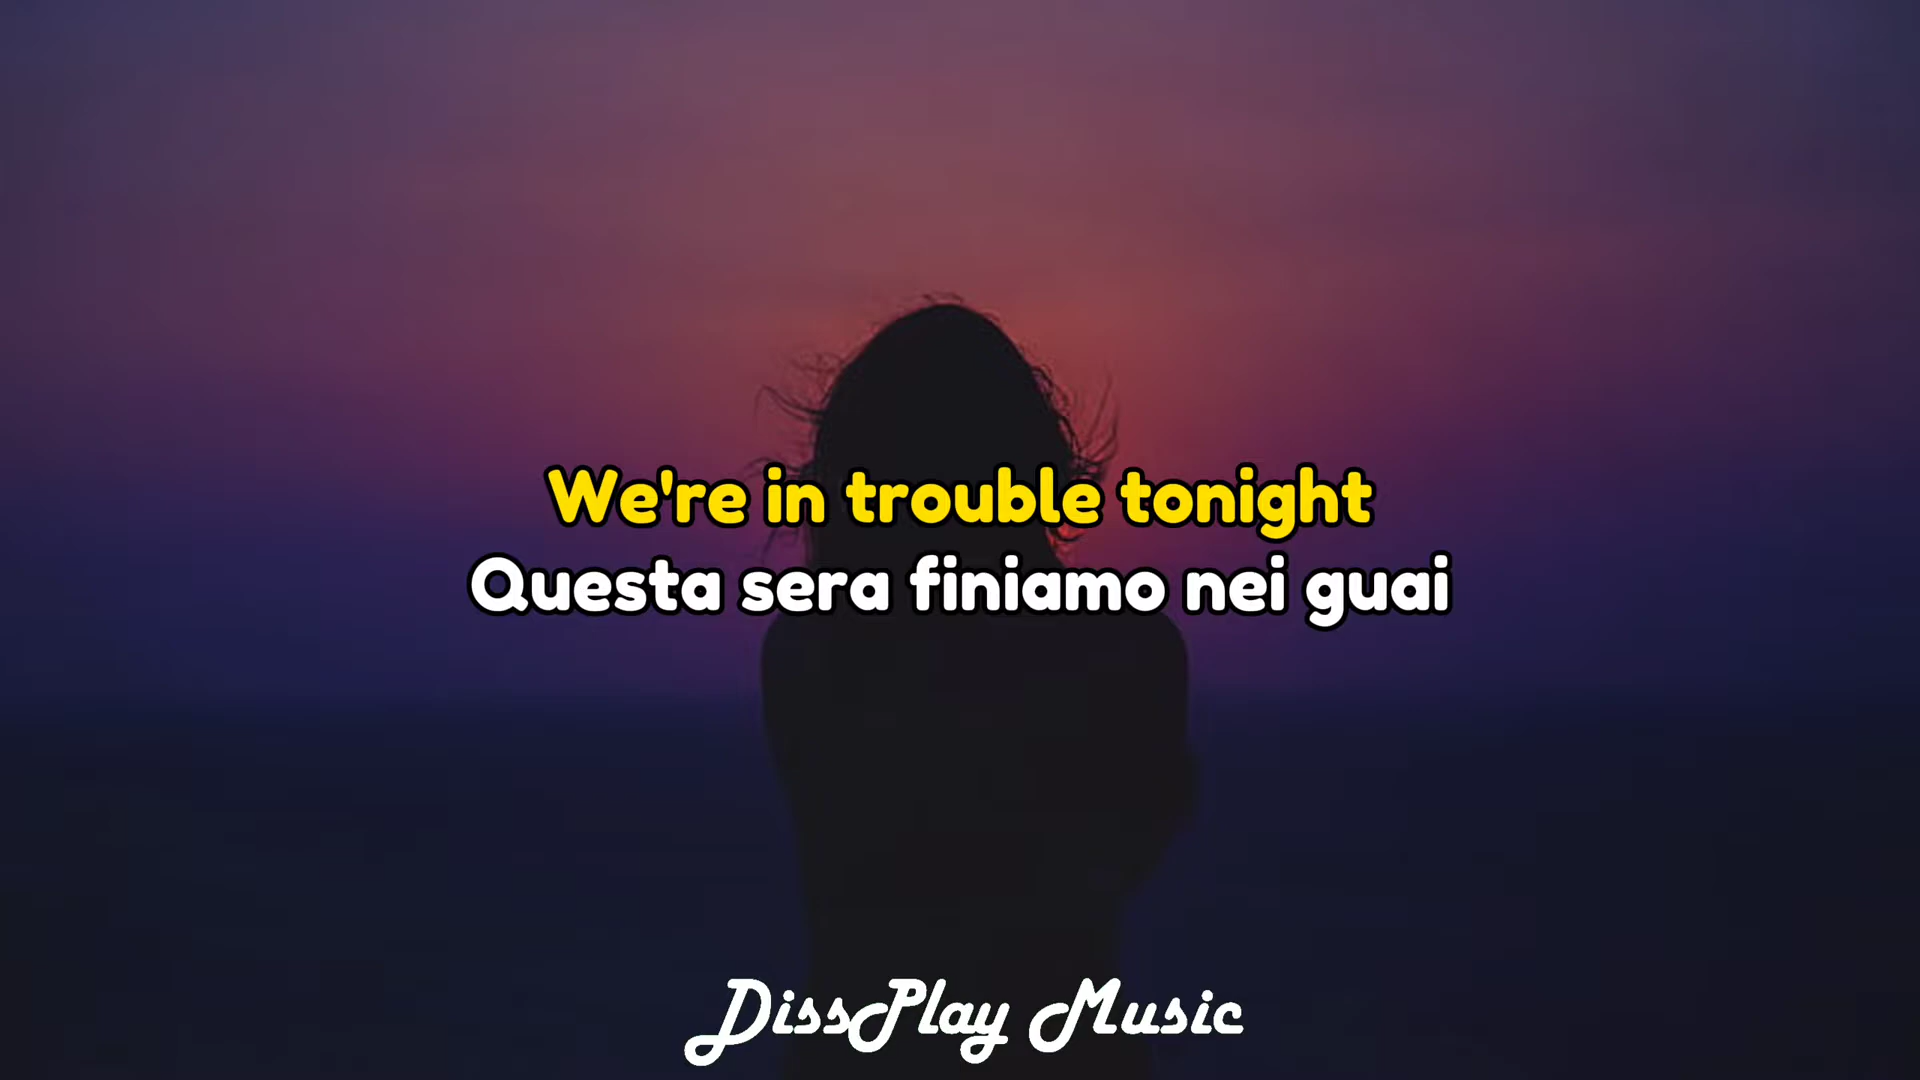 We're in trouble tonight
Questa sera finiamo nei guai
DissPlay Music